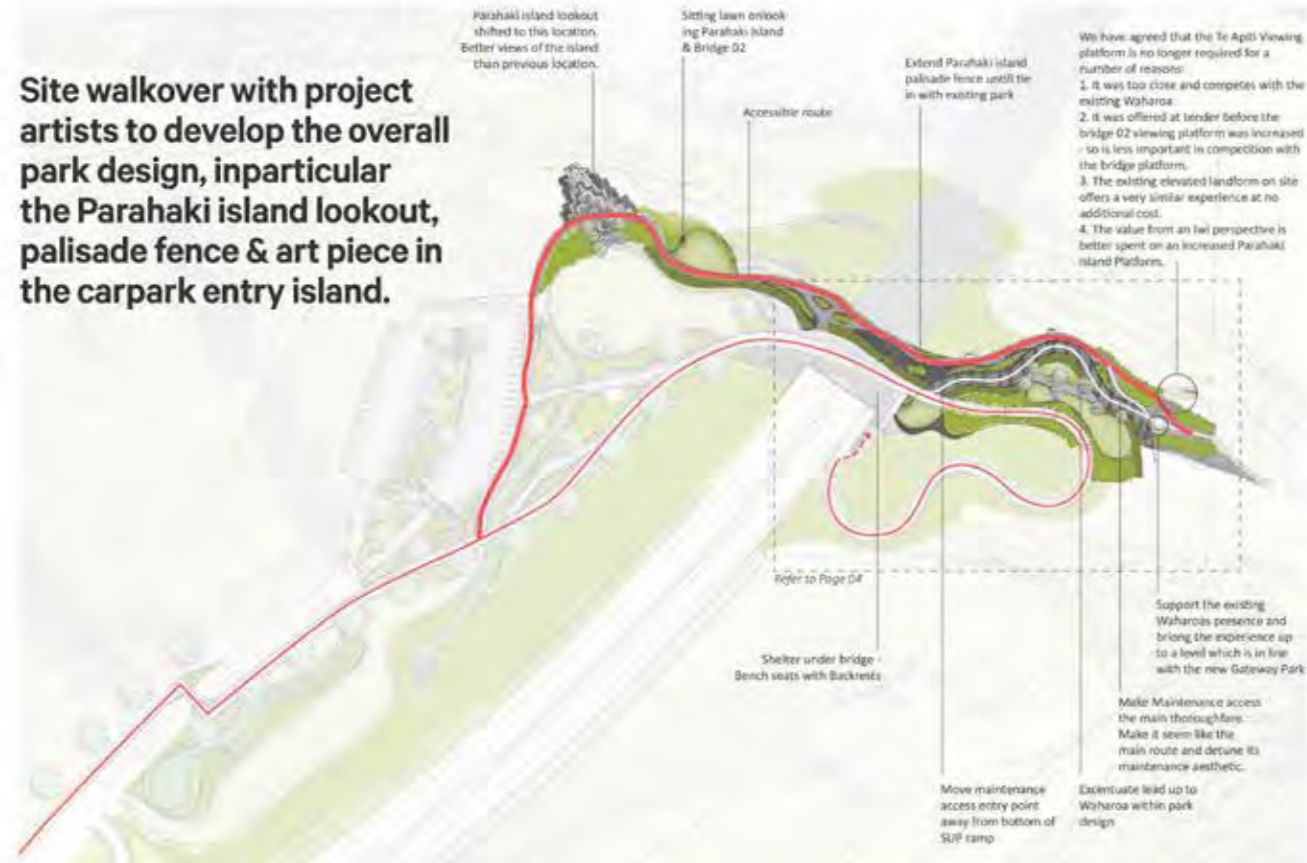 Site walkover with project
artists to develop the overall
park design, inparticular
the Parahaki island lookout,
palisade fence & art piece in
the carpark entry island.
Parahaki island lookout
shifted to this location.
Better views of the island
than previous location.
Sitting lawn onlook
ing Parahaki Island
& Bridge 02
Accessible route
Extend Parahaki island
palisade fence until tie
in with existing park
We have agreed that the Te Apiti Viewing
platform is no longer required for a
number of reasons:
1. It was too close and competes with the
existing Waharoa
2. It was offered at tender before the
bridge 02 viewing platform was increased
- so is less important in competition with
the bridge platform.
3. The existing elevated landform on site
offers a very similar experience at no
additional cost.
4. The value from an Iwi perspective is
better spent on an increased Parahaki
Island Platform.
Refer to Page 04
Shelter under bridge -
Bench seats with Backrests
Support the existing
Waharoas presence and
briong the experience up
to a level which is in line
with the new Gateway Park
Make Maintenance access
the main thoroughfare.
Make it seem like the
main route and detune its
maintenance aesthetic.
Move maintenance
access entry point
away from bottom of
SUP ramp
Excentuate lead up to
Waharoa within park
design